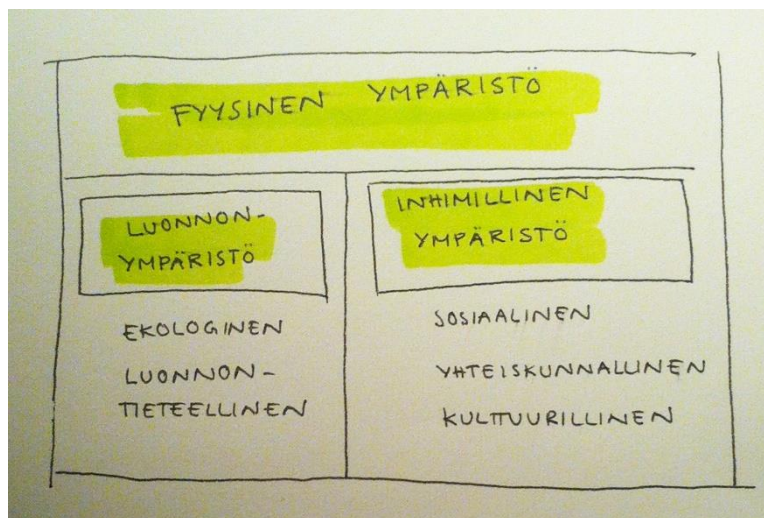 FYYSINEN YMPÄRISTÖ
LUONNON-
YMPÄRISTÖ
EKOLOGINEN
LUONNON-
TIETEELLINEN
INHIMILLINEN
YMPÄRISTÖ
SOSIAALINEN
YHTEISKUNNALLINEN
KULTTUURILLINEN